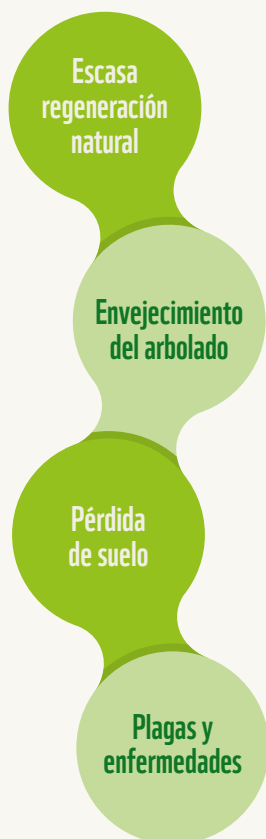 Escasa
regeneración
natural
Envejecimiento
del arbolado
Pérdida
de suelo
Plagas y
enfermedades